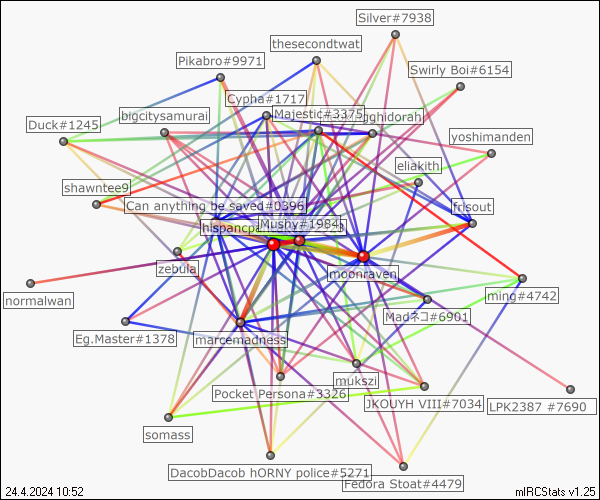 Silver#7938
thesecondtwat
Pikabro#9971
Swirly Boi#6154
Cypha#1717
Majestic#3375
gghidorah
bigcitysamurai
Duck#1245
yoshimanden
eliakith
shawntee9
Can anything be saved#0396
frlsout
hispancpa
Mushy#1984
zebula
moonraven
normalwan
ming#4742
Madネコ#6901
Eg.Master#1378
marcemadness
mukszi
Pocket Persona#3326
JKOUYH VIII#7034
LPK2387 #7690
somass
DacobDacob hORNY police#5271
Fedora Stoat#4479
24.4.2024 10:52
mIRCStats v1.25